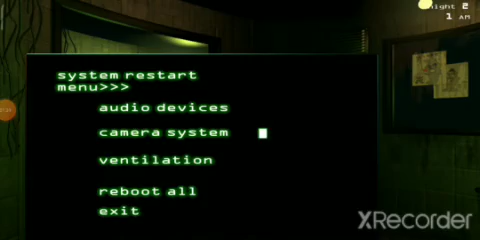 night 2
1 AM
system restart
menu>>>
audio devices
camera system
ventilation
reboot all
exit
XRecorder